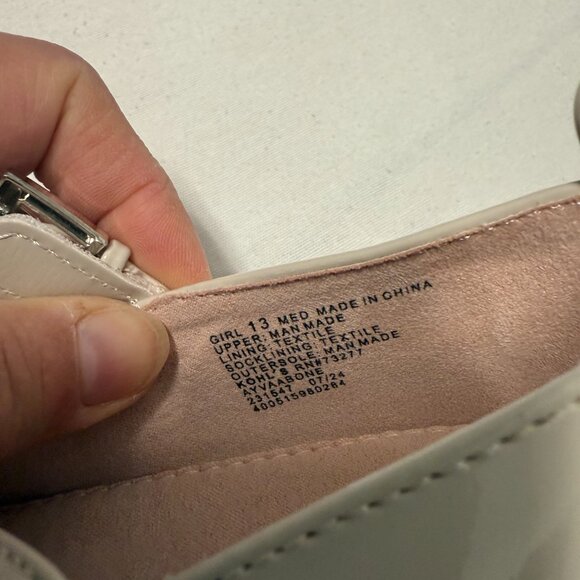 GIRL 13 MED MADE IN CHINA
UPPER: MAN MADE
LINING: TEXTILE
SOCKLINING: TEXTILE
OUTERSOLE: MAN MADE
KOHL'S RN#73277
AYVAABONE
231547 07/24
400515980264